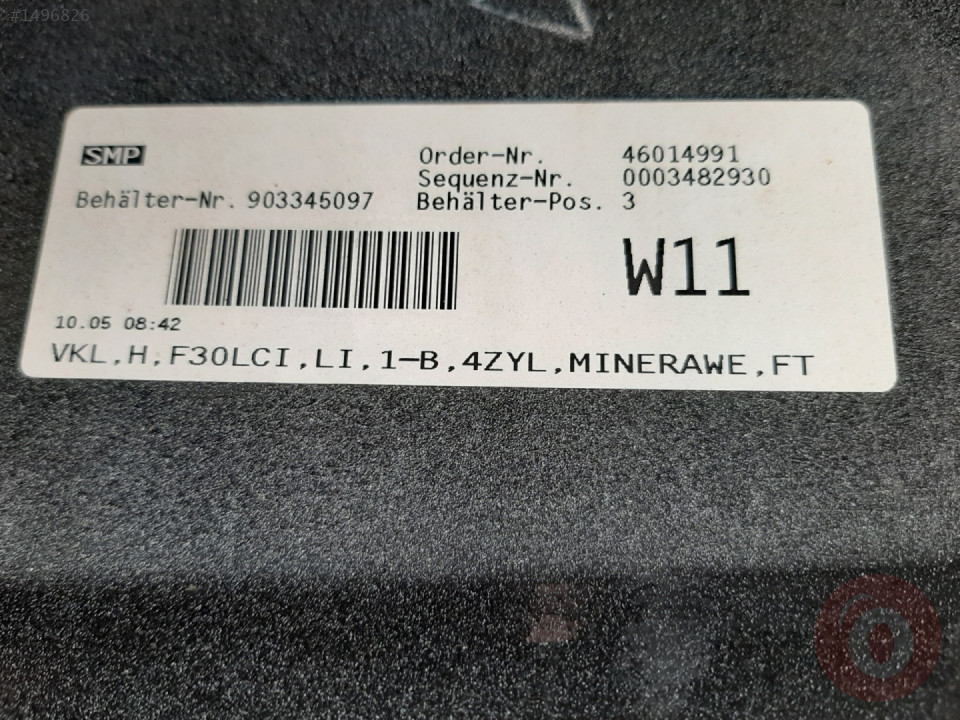 #1496826
SMP
Order-Nr. 46014991
Sequenz-Nr. 0003482930
Behälter-Nr. 903345097 Behälter-Pos. 3
W11
10.05 08:42
VKL,H,F30LCI,LI,1-B,4ZYL,MINERAWE,FT